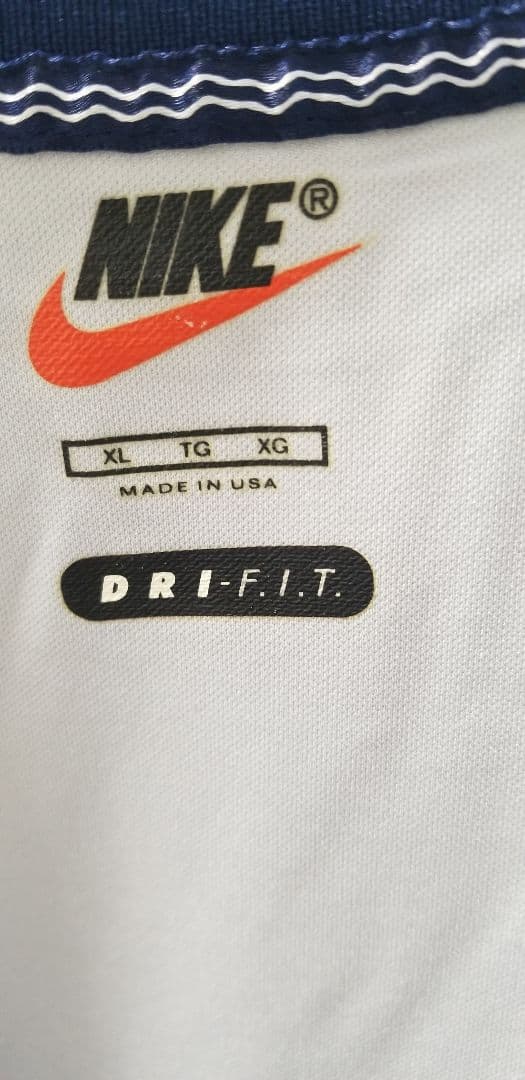 NIKE®
XL TG XG
MADE IN USA
DRI-F.I.T.